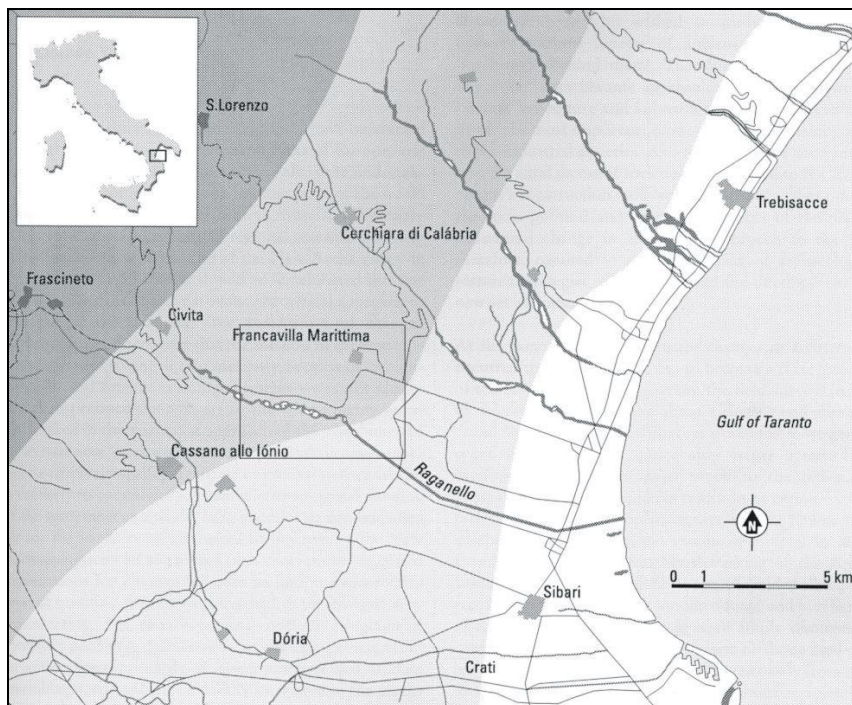 S.Lorenzo
Trebisacce
Cerchiara di Calábria
Frascineto
Civita
Francavilla Marittima
Gulf of Taranto
Cassano allo Iónio
Raganello
N
0 1 5 km
Sibari
Dória
Crati